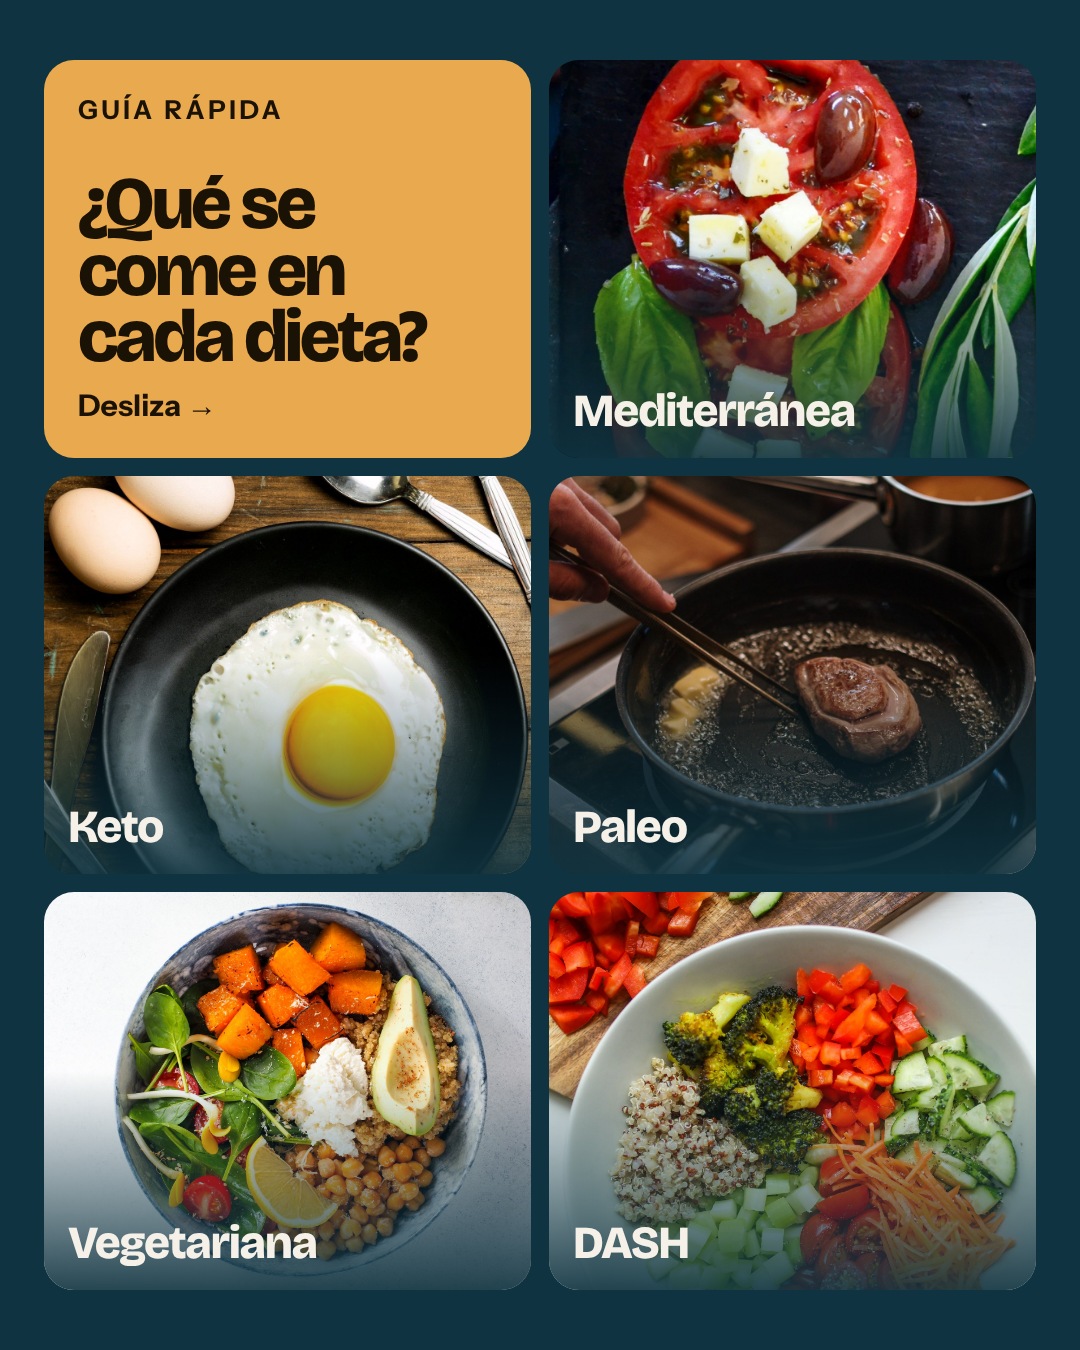 GUÍA RÁPIDA
¿Qué se
come en
cada dieta?
Desliza →
Mediterránea
Keto
Paleo
Vegetariana
DASH